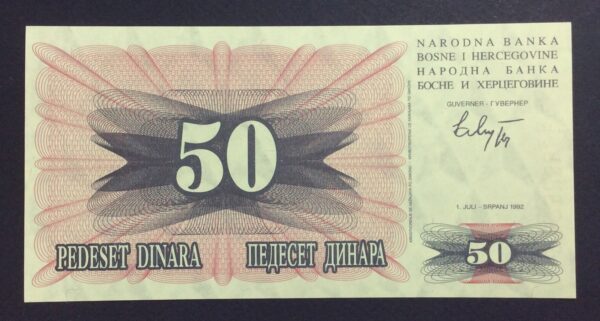 NARODNA BANKA
BOSNE I HERCEGOVINE
НАРОДНА БАНКА
БОСНЕ И ХЕРЦЕГОВИНЕ
GUVERNER - ГУВЕРНЕР
1. JULI - SRPANJ 1992
50
PEDESET DINARA
ПЕДЕСЕТ ДИНАРА
50